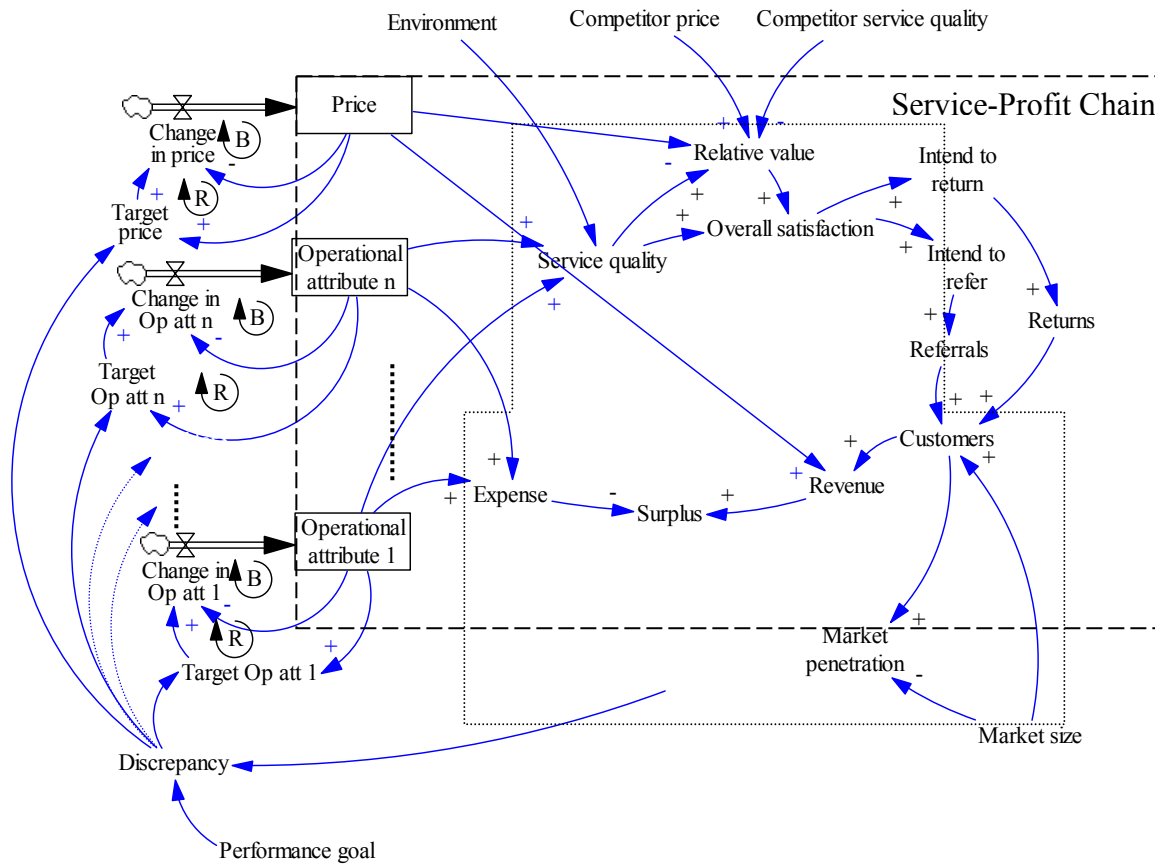 Environment
Competitor price
Competitor service quality
Service-Profit Chain
Price
Change
in price
B
R
Target
price
Relative value
Intend to
return
Overall satisfaction
Operational
attribute n
Service quality
Intend to
refer
Change in
Op att n
B
R
Target
Op att n
Returns
Referrals
Customers
Expense
Surplus
Revenue
Operational
attribute 1
Change in
Op att 1
B
R
Target Op att 1
Market
penetration
Market size
Discrepancy
Performance goal
+
-
+
+
-
-
+
+
+
+
+
+
+
+
+
+
+
+
-
+
+
+
+
+
+
-
+
+
-
+
+
-
+
+
-